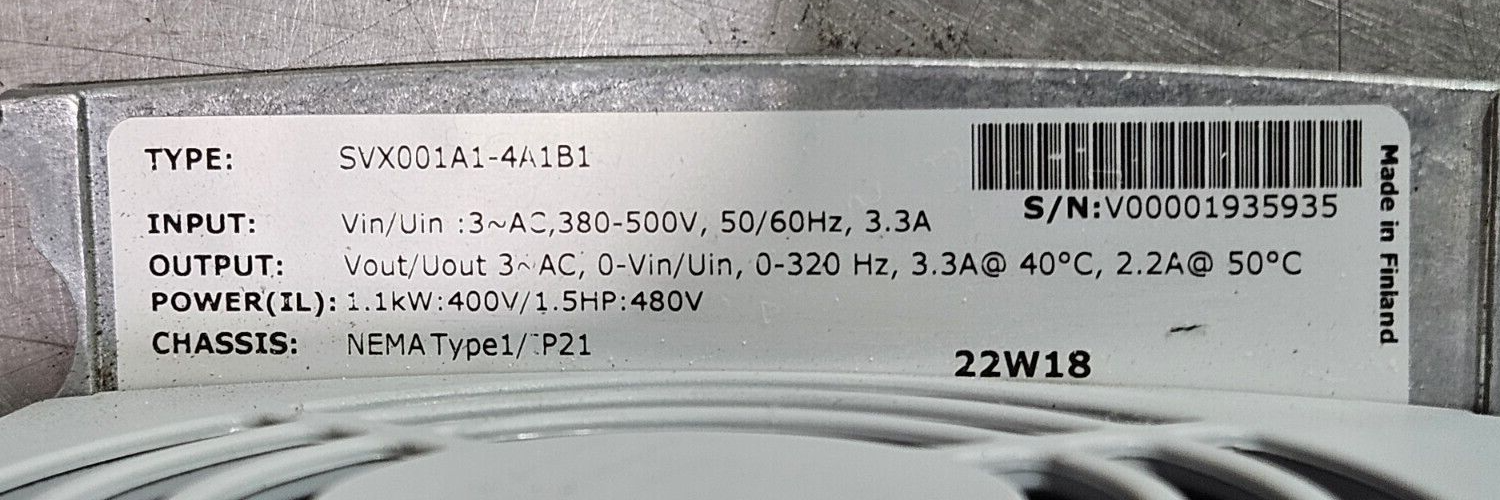 TYPE: SVX001A1-4A1B1
S/N:V00001935935
INPUT: Vin/Uin :3~AC,380-500V, 50/60Hz, 3.3A
OUTPUT: Vout/Uout 3~AC, 0-Vin/Uin, 0-320 Hz, 3.3A@ 40°C, 2.2A@ 50°C
POWER(IL): 1.1kW:400V/1.5HP:480V
CHASSIS: NEMA Type1/IP21
22W18
Made in Finland